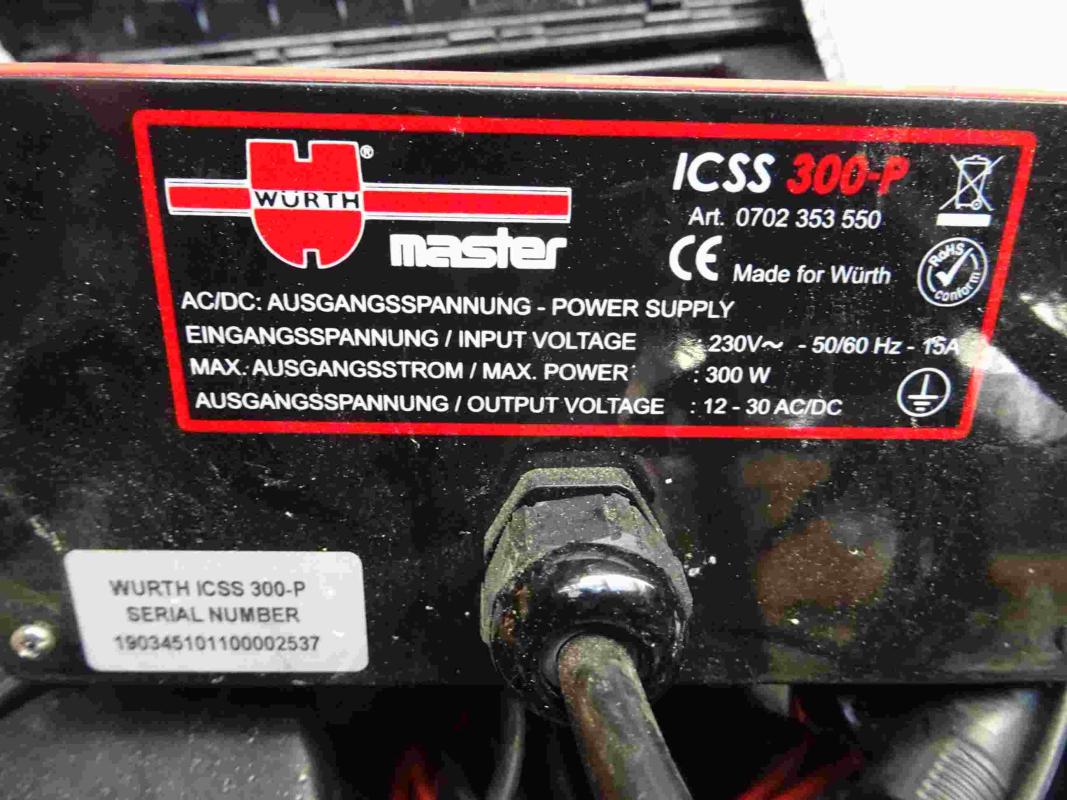 WÜRTH ®
master
ICSS 300-P
Art. 0702 353 550
CE Made for Würth
RoHS
conform
AC/DC: AUSGANGSSPANNUNG - POWER SUPPLY
EINGANGSSPANNUNG / INPUT VOLTAGE : 230V~ - 50/60 Hz - 15A
MAX. AUSGANGSSTROM / MAX. POWER : 300 W
AUSGANGSSPANNUNG / OUTPUT VOLTAGE : 12 - 30 AC/DC
WURTH ICSS 300-P
SERIAL NUMBER
190345101100002537